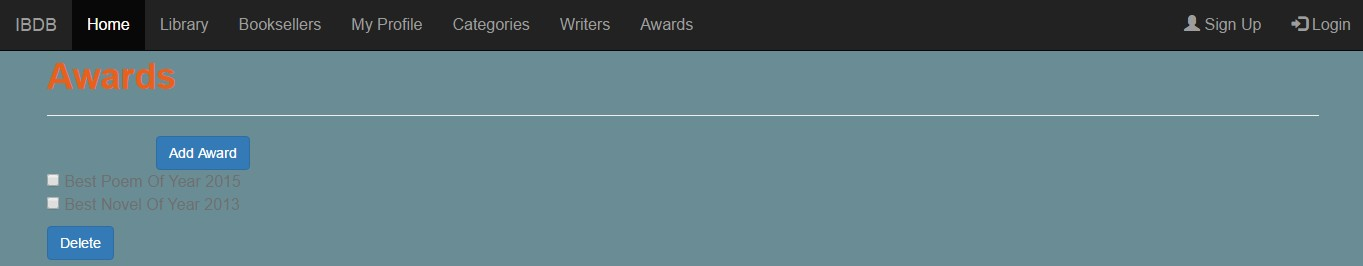 IBDB Home Library Booksellers My Profile Categories Writers Awards Sign Up Login
Awards
Add Award
Best Poem Of Year 2015
Best Novel Of Year 2013
Delete